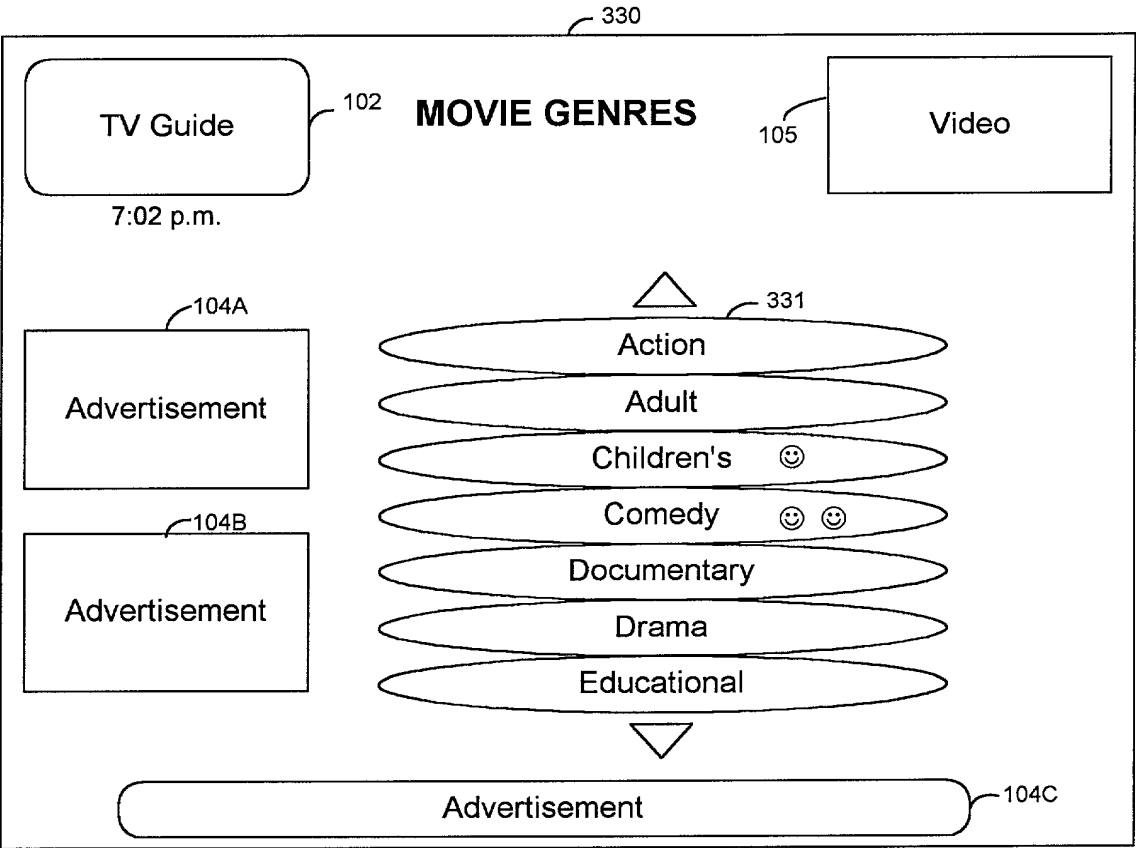 330
TV Guide
102
MOVIE GENRES
105
Video
7:02 p.m.
104A
Advertisement
104B
Advertisement
331
Action
Adult
Children's
Comedy
Documentary
Drama
Educational
Advertisement
104C